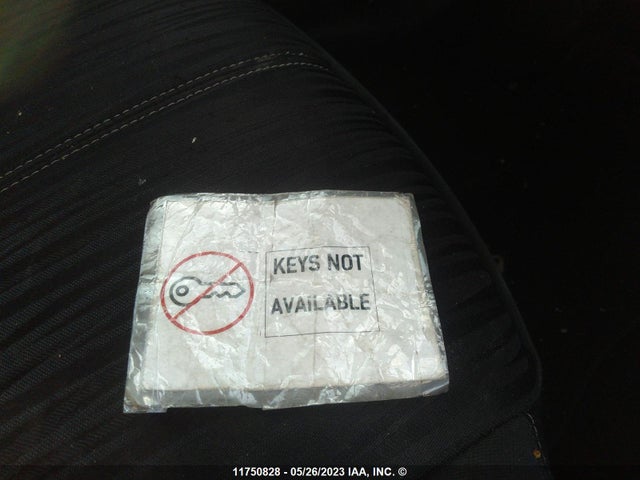 KEYS NOT
AVAILABLE
11750828 - 05/26/2023 IAA, INC. ©